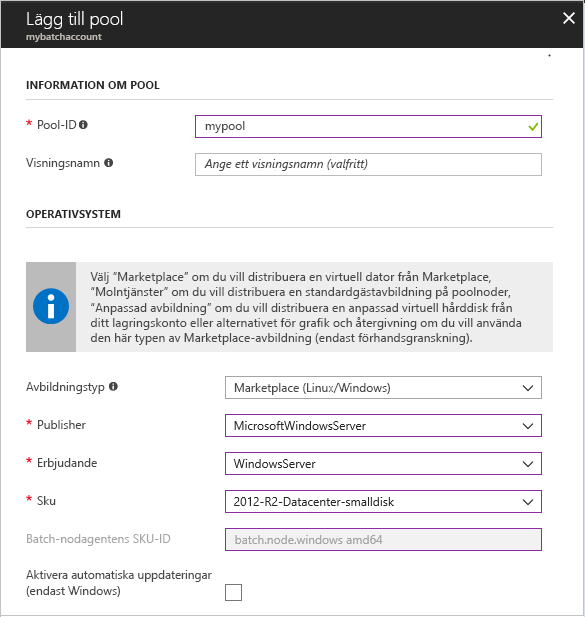 Lägg till pool
mybatchaccount
INFORMATION OM POOL
* Pool-ID
mypool
Visningsnamn
Ange ett visningsnamn (valfritt)
OPERATIVSYSTEM
Välj "Marketplace" om du vill distribuera en virtuell dator från Marketplace,
"Molntjänster" om du vill distribuera en standardgästavbildning på poolnoder,
"Anpassad avbildning" om du vill distribuera en anpassad virtuell hårddisk från
ditt lagringskonto eller alternativet för grafik och återgivning om du vill använda
den här typen av Marketplace-avbildning (endast förhandsgranskning).
Avbildningstyp
Marketplace (Linux/Windows)
* Publisher
MicrosoftWindowsServer
* Erbjudande
WindowsServer
* Sku
2012-R2-Datacenter-smalldisk
Batch-nodagentens SKU-ID
batch.node.windows amd64
Aktivera automatiska uppdateringar
(endast Windows)